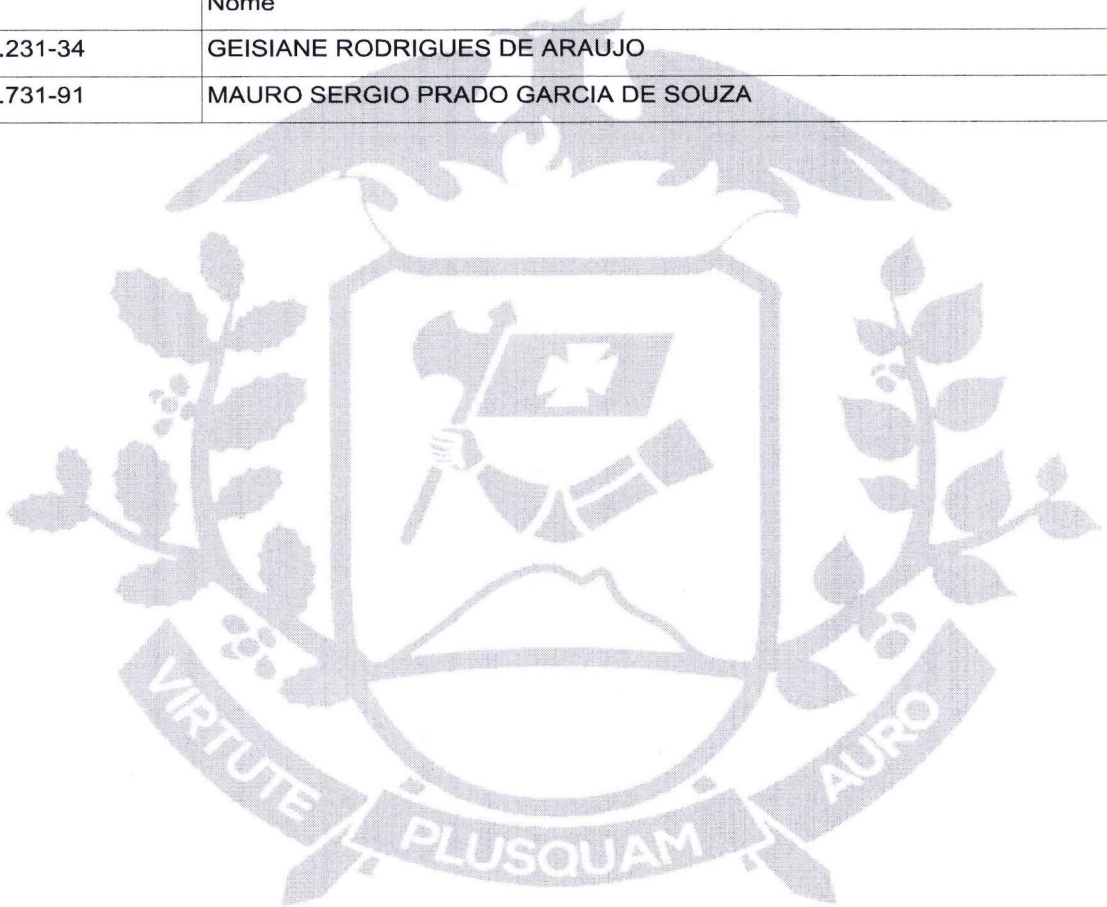 Nome
.231-34 GEISIANE RODRIGUES DE ARAUJO
.731-91 MAURO SERGIO PRADO GARCIA DE SOUZA
VIRTUTE PLUSQUAM AURO